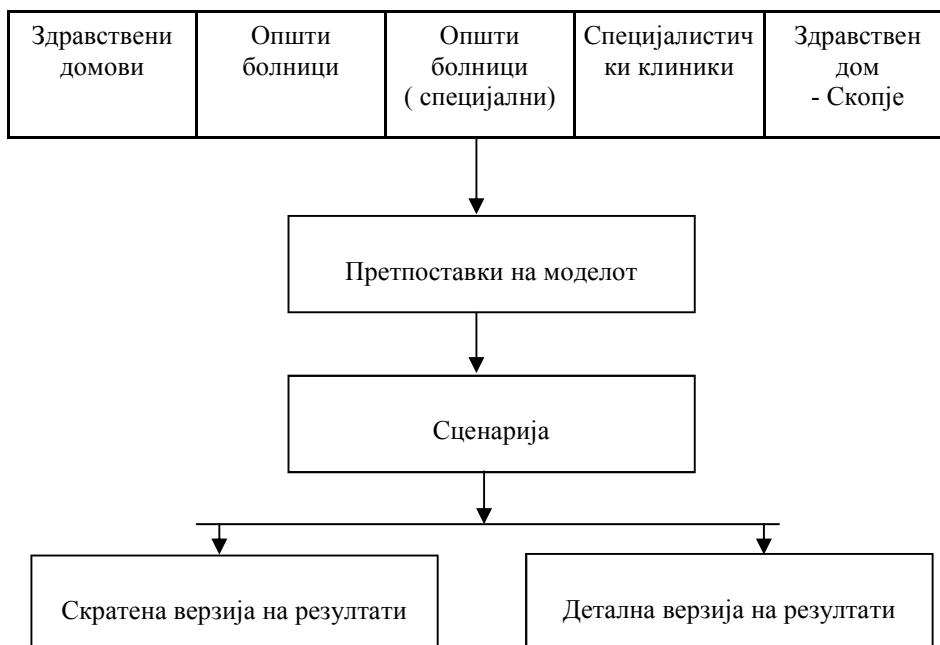 Здравствени
домови
Општи
болници
Општи
болници
( специјални)
Специјалистич
ки клиники
Здравствен
дом
- Скопје
Претпоставки на моделот
Сценарија
Скратена верзија на резултати
Детална верзија на резултати